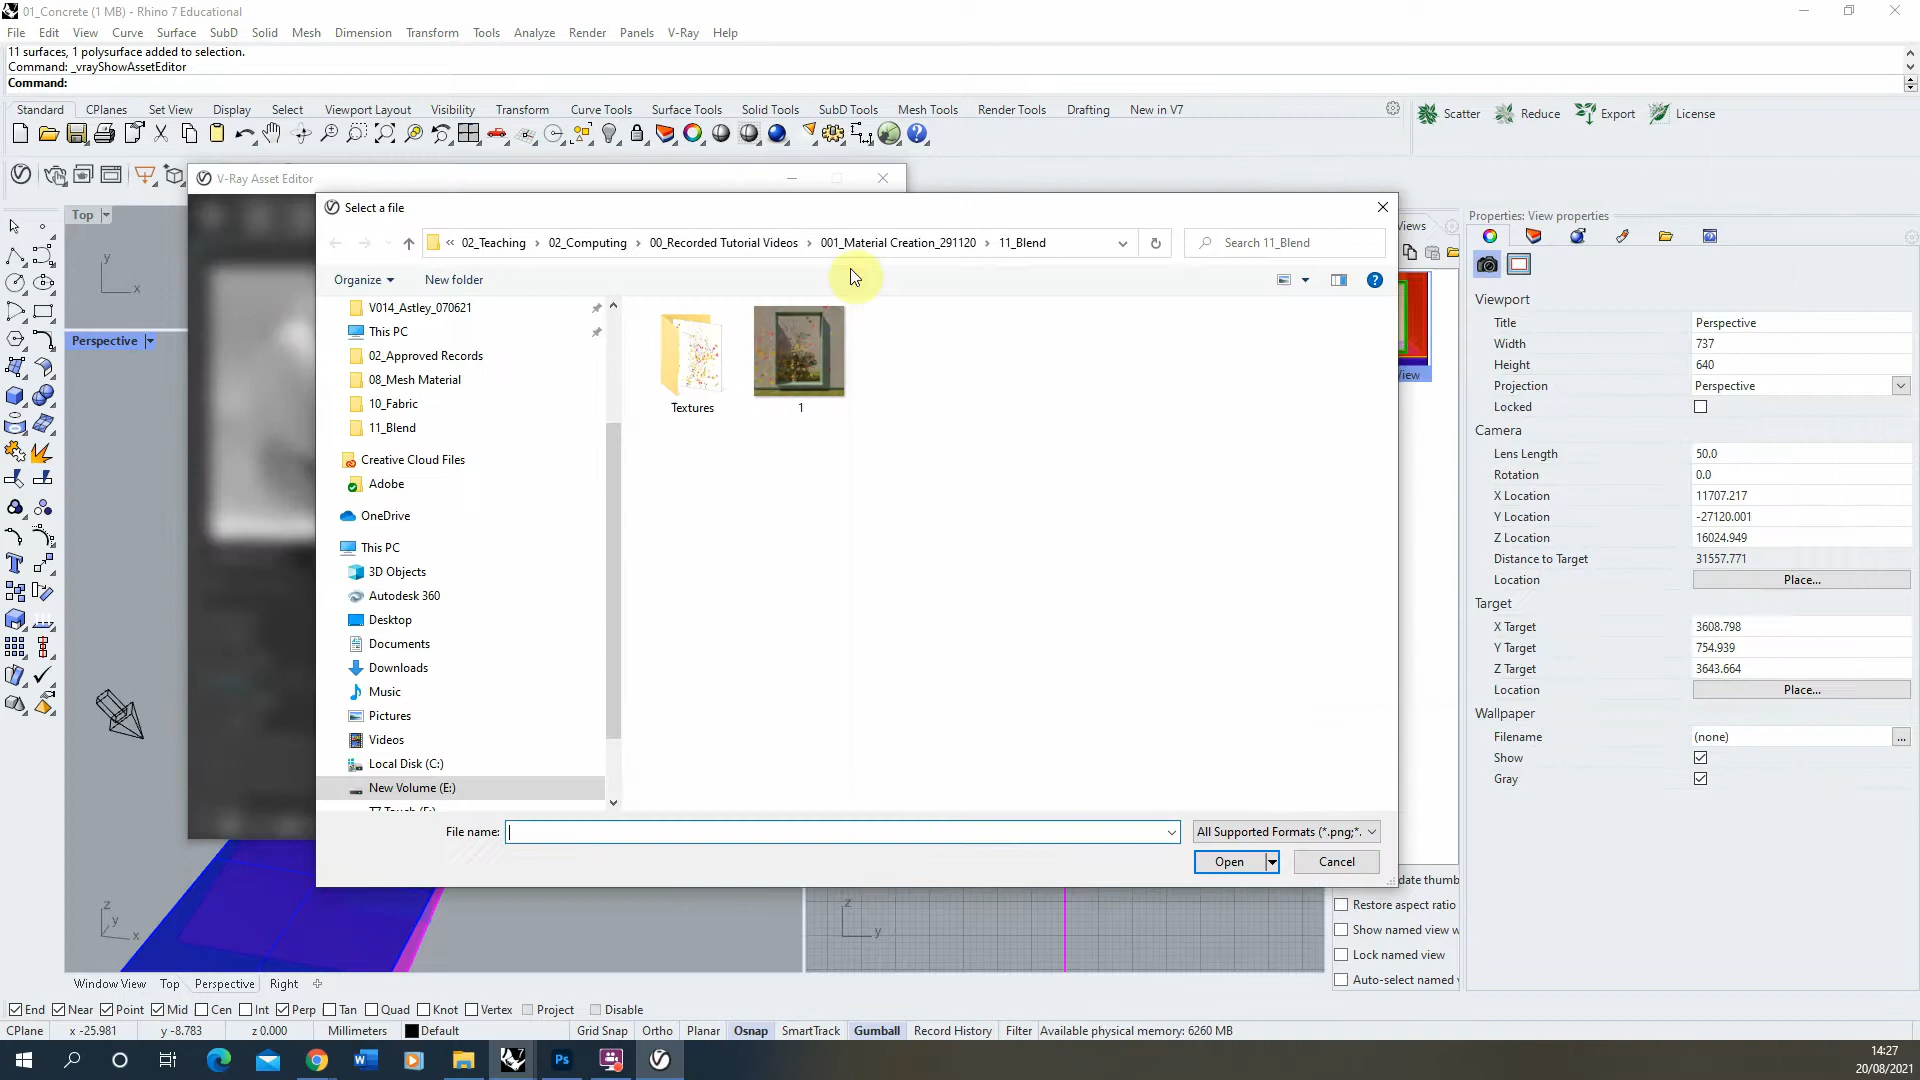 01_Concrete (1 MB) - Rhino 7 Educational
File Edit View Curve Surface SubD Solid Mesh Dimension Transform Tools Analyze Render Panels V-Ray Help
11 surfaces, 1 polysurface added to selection.
Command: _vrayShowAssetEditor
Command:
Standard CPlanes Set View Display Select Viewport Layout Visibility Transform Curve Tools Surface Tools Solid Tools SubD Tools Mesh Tools Render Tools Drafting New in V7
Scatter Reduce Export License
V-Ray Asset Editor
Top
Perspective
Select a file
« 02_Teaching › 02_Computing › 00_Recorded Tutorial Videos › 001_Material Creation_291120 › 11_Blend
Search 11_Blend
Organize New folder
V014_Astley_070621
This PC
02_Approved Records
08_Mesh Material
10_Fabric
11_Blend
Creative Cloud Files
Adobe
OneDrive
This PC
3D Objects
Autodesk 360
Desktop
Documents
Downloads
Music
Pictures
Videos
Local Disk (C:)
New Volume (E:)
Textures
1
File name:
All Supported Formats (*.png;*.
Open Cancel
Properties: View properties
Viewport
Title Perspective
Width 737
Height 640
Projection Perspective
Locked
Camera
Lens Length 50.0
Rotation 0.0
X Location 11707.217
Y Location -27120.001
Z Location 16024.949
Distance to Target 31557.771
Location Place...
Target
X Target 3608.798
Y Target 754.939
Z Target 3643.664
Location Place...
Wallpaper
Filename (none) ...
Show
Gray
date thumb
Restore aspect ratio
Show named view w
Lock named view
Auto-select named
y
x
z
y
x
z
y
Window View Top Perspective Right
End Near Point Mid Cen Int Perp Tan Quad Knot Vertex Project Disable
CPlane x -25.981 y -8.783 z 0.000 Millimeters Default Grid Snap Ortho Planar Osnap SmartTrack Gumball Record History Filter Available physical memory: 6260 MB
14:27
20/08/2021